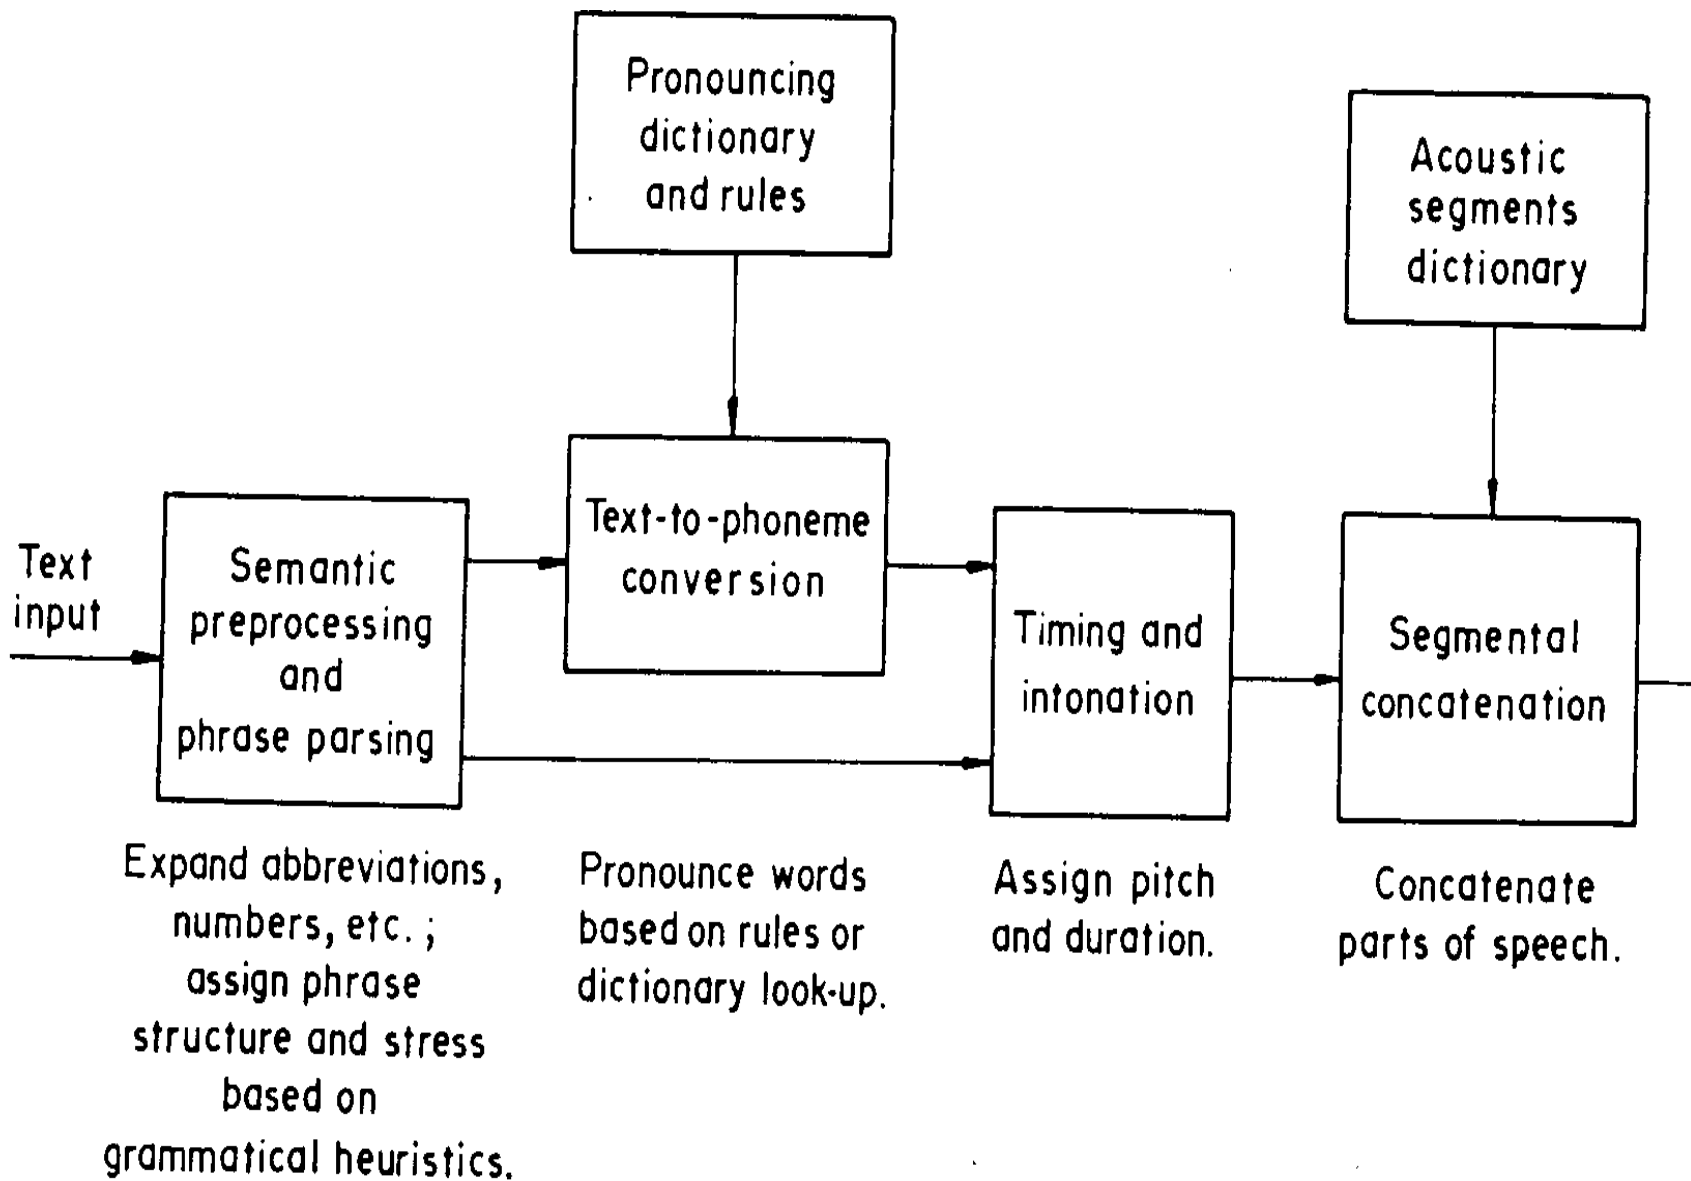 Pronouncing
dictionary
and rules
Acoustic
segments
dictionary
Text
input
Semantic
preprocessing
and
phrase parsing
Text-to-phoneme
conversion
Timing and
intonation
Segmental
concatenation
Expand abbreviations,
numbers, etc. ;
assign phrase
structure and stress
based on
grammatical heuristics.
Pronounce words
based on rules or
dictionary look-up.
Assign pitch
and duration.
Concatenate
parts of speech.